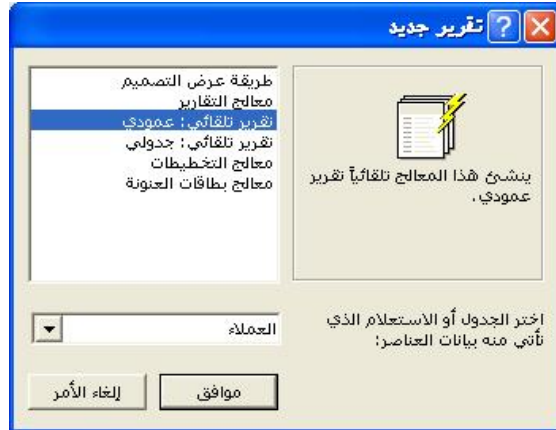 تقرير جديد
طريقة عرض التصميم
معالج التقارير
تقرير تلقائي: عمودي
تقرير تلقائي: جدولي
معالج التخطيطات
معالج بطاقات العنونة
ينشئ هذا المعالج تلقائياً تقرير
عمودي.
اختر الجدول أو الاستعلام الذي
تأتي منه بيانات العناصر:
العملاء
موافق
إلغاء الأمر